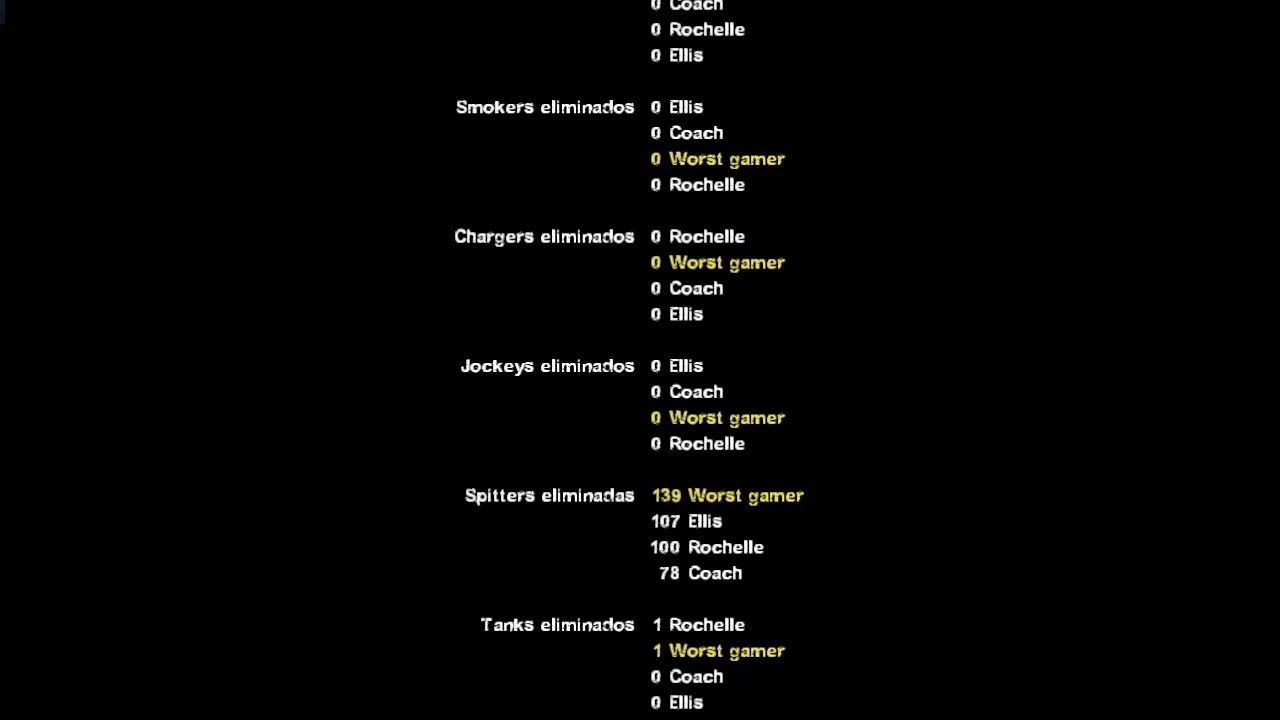 0 Coach
0 Rochelle
0 Ellis
Smokers eliminados 0 Ellis
0 Coach
0 Worst gamer
0 Rochelle
Chargers eliminados 0 Rochelle
0 Worst gamer
0 Coach
0 Ellis
Jockeys eliminados 0 Ellis
0 Coach
0 Worst gamer
0 Rochelle
Spitters eliminadas 139 Worst gamer
107 Ellis
100 Rochelle
78 Coach
Tanks eliminados 1 Rochelle
1 Worst gamer
0 Coach
0 Ellis